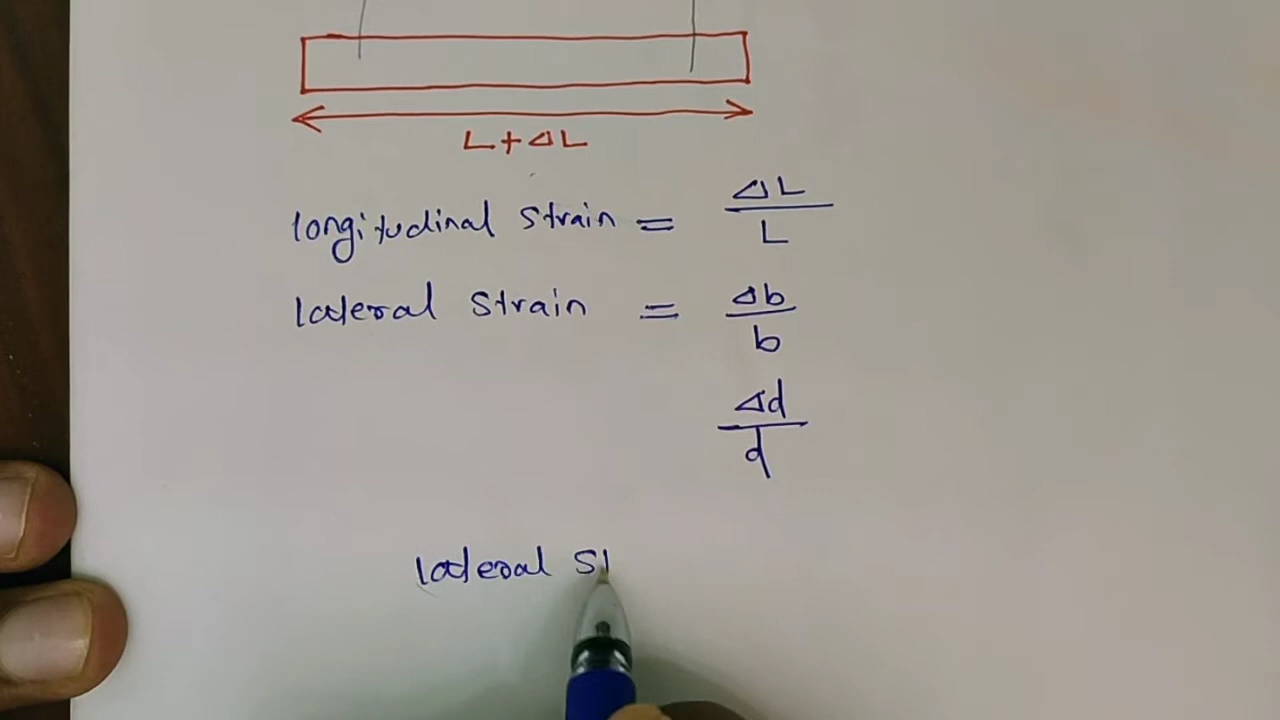 L+ΔL
longitudinal strain = ΔL/L
lateral strain = Δb/b
Δd/d
lateral